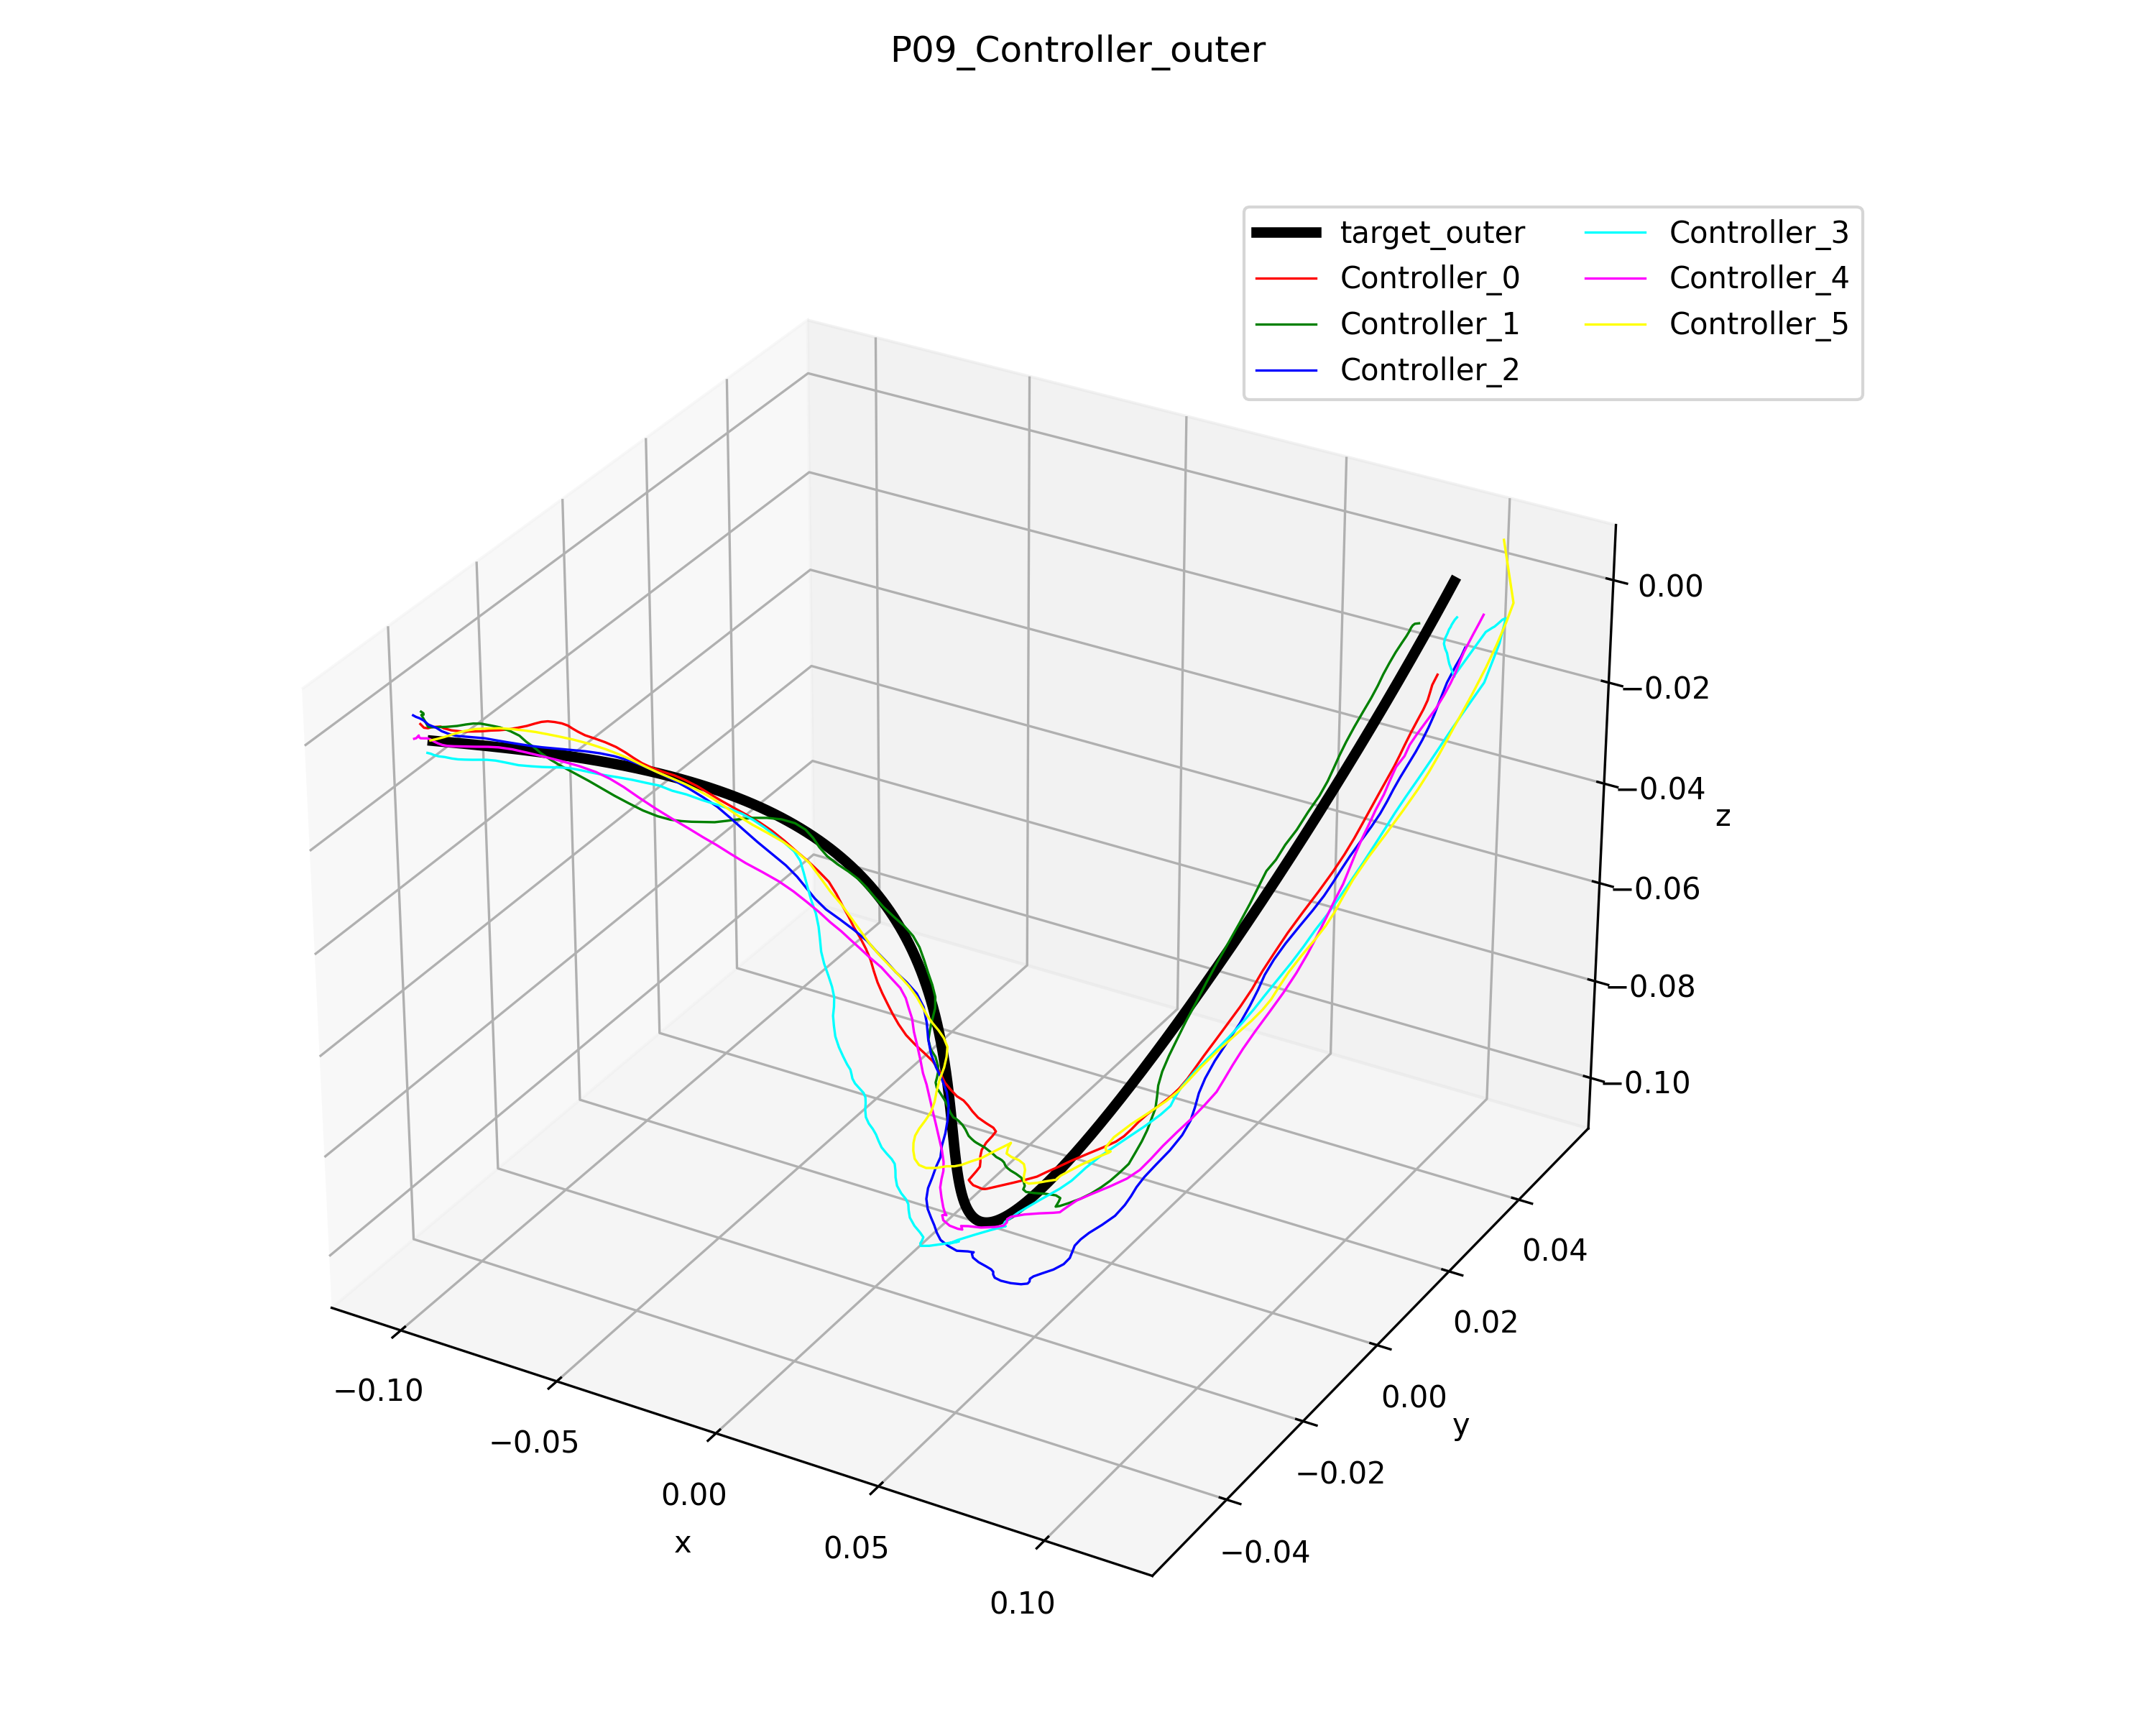 P09_Controller_outer
target_outer
Controller_0
Controller_1
Controller_2
Controller_3
Controller_4
Controller_5
0.00
−0.02
−0.04
z
−0.06
−0.08
−0.10
0.04
0.02
0.00
y
−0.02
−0.04
−0.10
−0.05
0.00
x
0.05
0.10